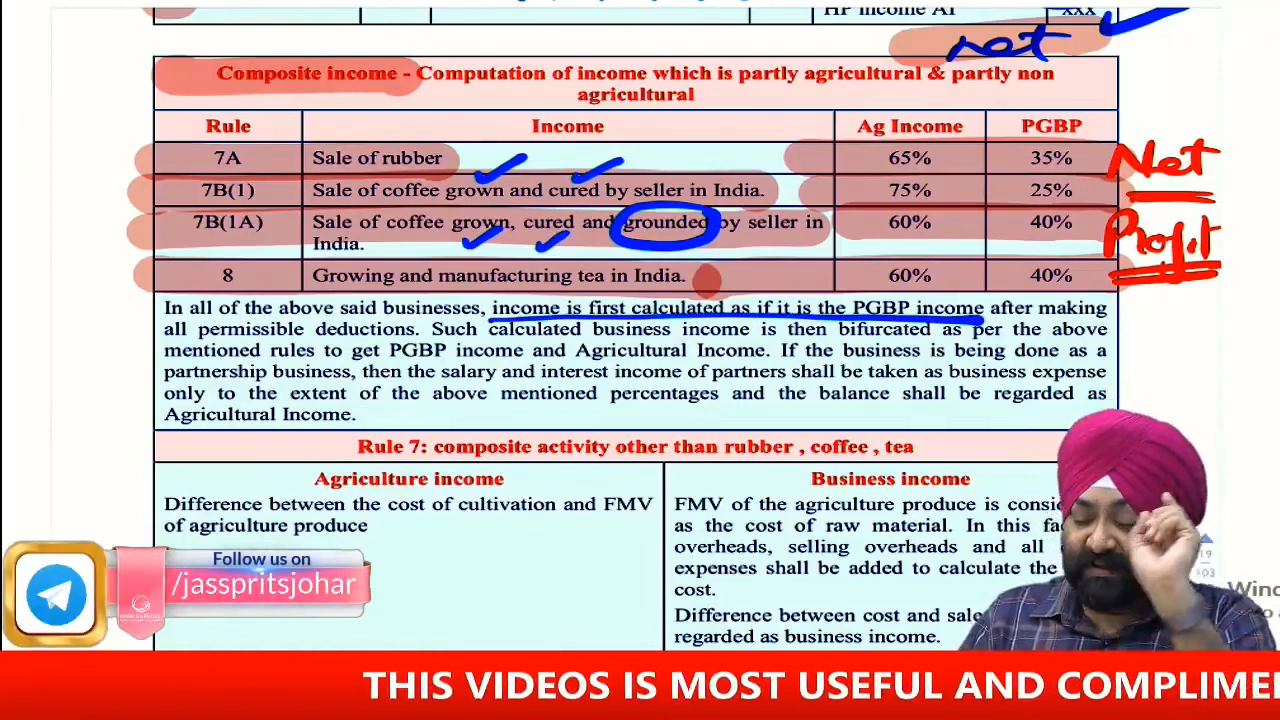 HP income AI
xxx
net
Composite income - Computation of income which is partly agricultural & partly non
agricultural
Rule Income Ag Income PGBP
7A Sale of rubber 65% 35%
7B(1) Sale of coffee grown and cured by seller in India. 75% 25%
7B(1A) Sale of coffee grown, cured and grounded by seller in 60% 40%
India.
8 Growing and manufacturing tea in India. 60% 40%
Net
Profit
In all of the above said businesses, income is first calculated as if it is the PGBP income after making
all permissible deductions. Such calculated business income is then bifurcated as per the above
mentioned rules to get PGBP income and Agricultural Income. If the business is being done as a
partnership business, then the salary and interest income of partners shall be taken as business expense
only to the extent of the above mentioned percentages and the balance shall be regarded as
Agricultural Income.
Rule 7: composite activity other than rubber , coffee , tea
Agriculture income
Difference between the cost of cultivation and FMV
of agriculture produce
Business income
FMV of the agriculture produce is
as the cost of raw material. In this
overheads, selling overheads and all
expenses shall be added to calculate the
cost.
Difference between cost and sale
regarded as business income.
Follow us on
/jasspritsjohar
THIS VIDEOS IS MOST USEFUL AND